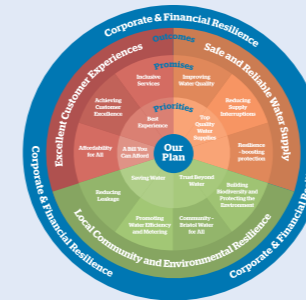 Corporate & Financial Resilience
Outcomes
Excellent Customer Experiences
Safe and Reliable Water Supply
Promises
Inclusive
Services
Improving
Water Quality
Achieving
Customer
Excellence
Reducing
Supply
Interruptions
Priorities
Best
Experience
Top
Quality
Water
Supplies
Affordability
for All
A Bill You
Can Afford
Our
Plan
Resilience
- boosting
protection
Saving Water
Trust Beyond
Water
Reducing
Leakage
Building
Biodiversity and
Protecting the
Environment
Promoting
Water Efficiency
and Metering
Community -
Bristol Water
for All
Local Community and Environmental Resilience
Corporate & Financial Resilience
Corporate & Financial Res